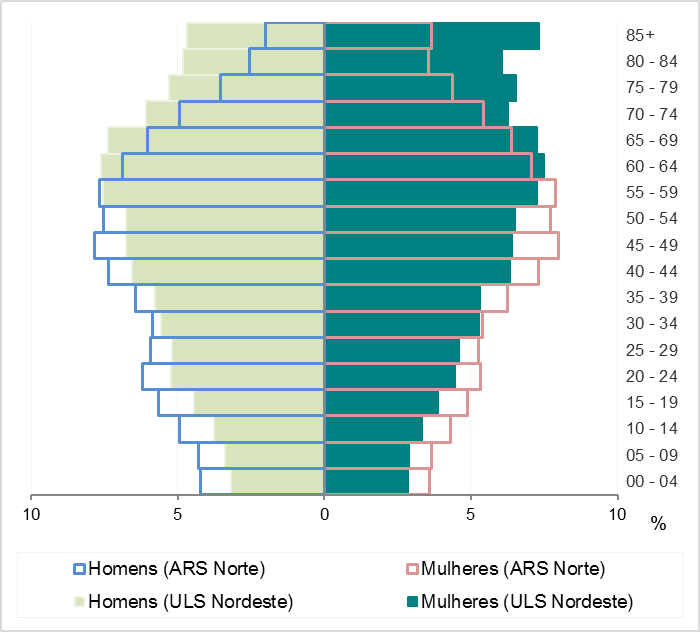 85+
80 - 84
75 - 79
70 - 74
65 - 69
60 - 64
55 - 59
50 - 54
45 - 49
40 - 44
35 - 39
30 - 34
25 - 29
20 - 24
15 - 19
10 - 14
05 - 09
00 - 04
10 5 0 5 10
%
Homens (ARS Norte) Mulheres (ARS Norte)
Homens (ULS Nordeste) Mulheres (ULS Nordeste)